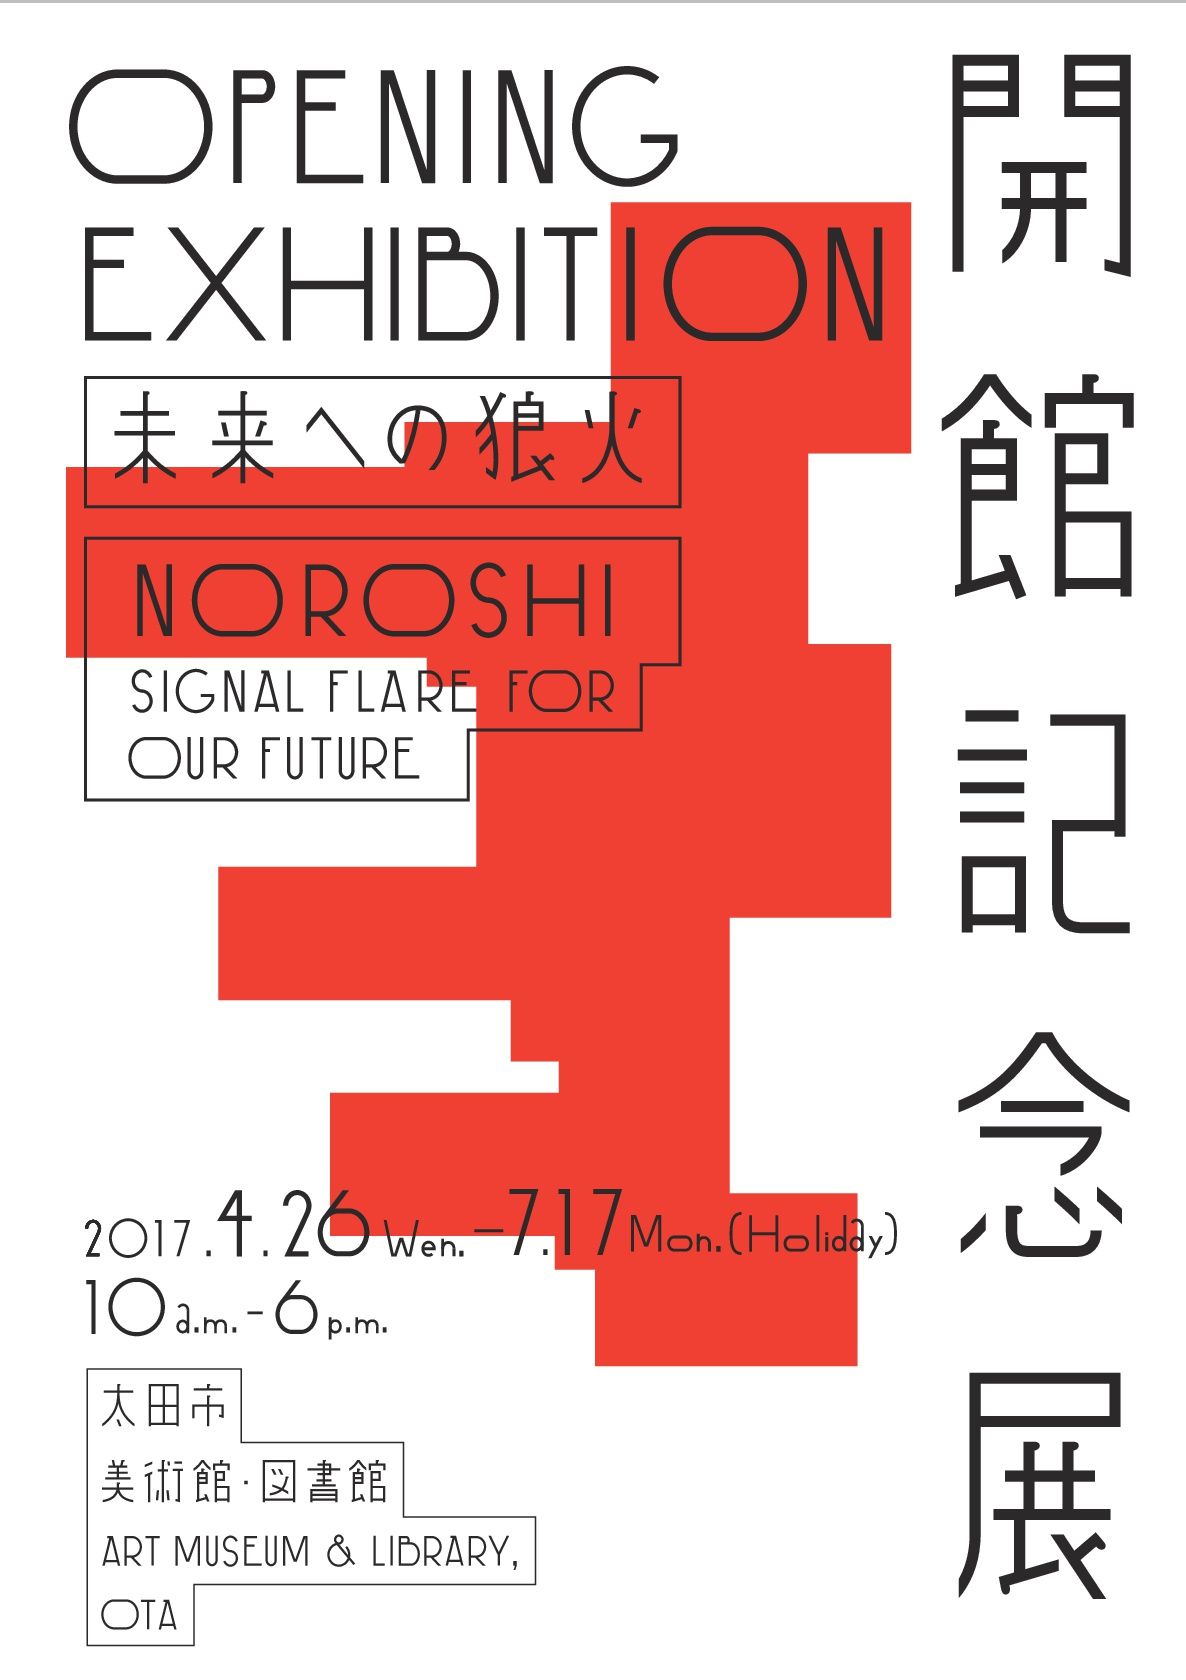 OPENING
EXHIBITION
未来への狼火
NOROSHI
SIGNAL FLARE FOR
OUR FUTURE
開館記念展
2017.4.26 Wen.–7.17 Mon.(Holiddy)
10 a.m.-6 p.m.
太田市
美術館·図書館
ART MUSEUM & LIBRARY,
OTA